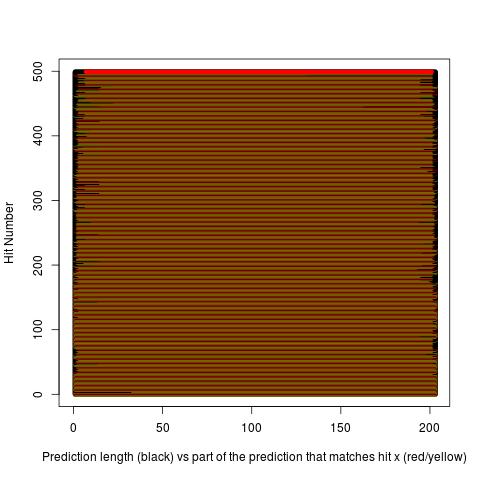 500
400
300
200
100
0
Hit Number
0 50 100 150 200
Prediction length (black) vs part of the prediction that matches hit x (red/yellow)